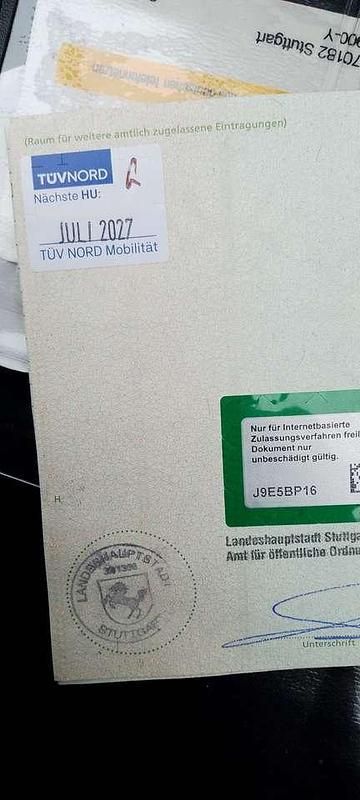 70182 Stuttgart
(Raum für weitere amtlich zugelassene Eintragungen)
TÜVNORD
Nächste HU:
JULI 2027
TÜV NORD Mobilität
Nur für Internetbasierte
Zulassungsverfahren
Dokument nur
unbeschädigt gültig.
J9E5BP16
H.
Landeshauptstadt
Amt für öffentliche
LANDESHAUPTSTADT
STUTTGART
Unterschrift